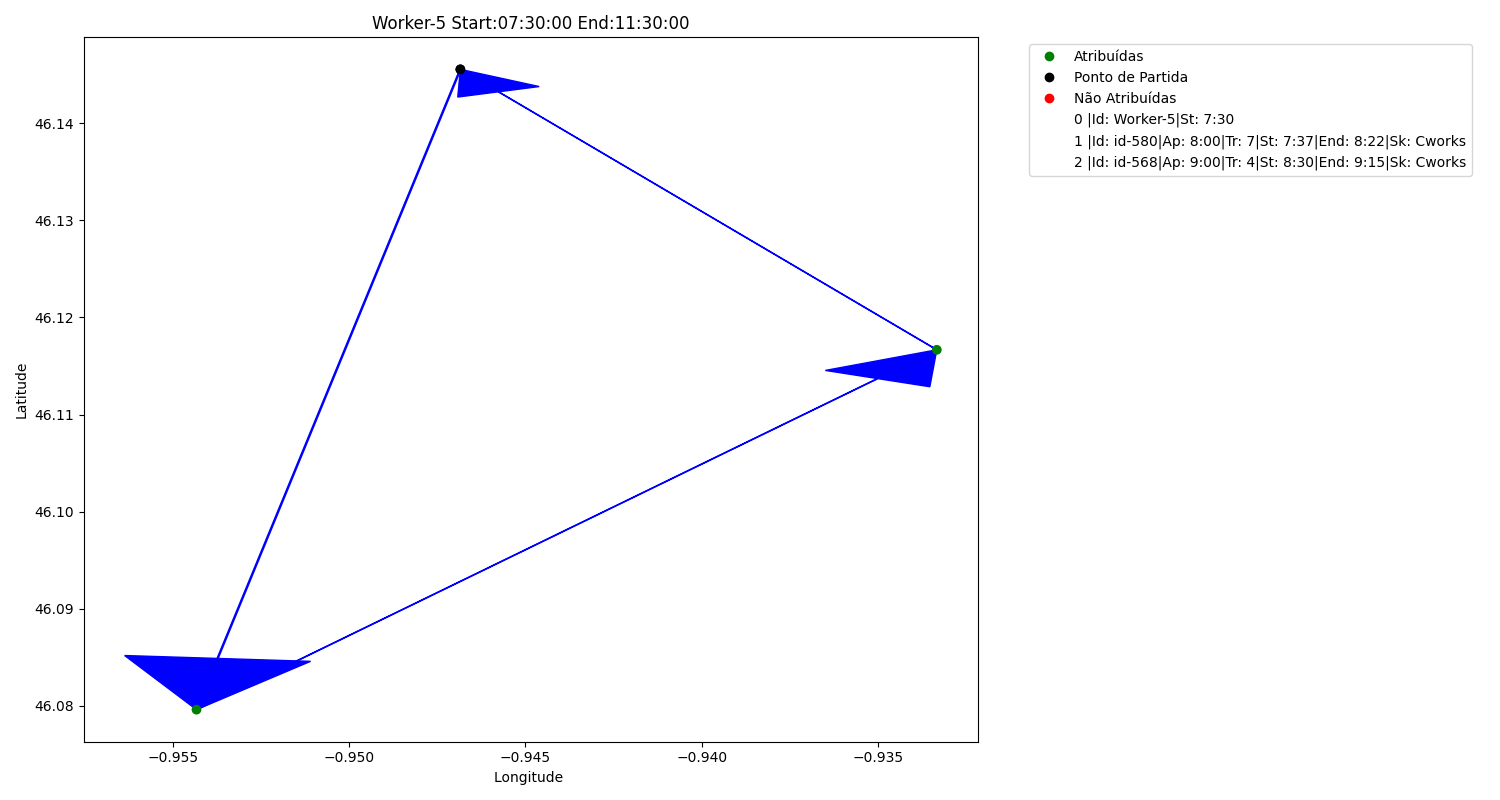 Worker-5 Start:07:30:00 End:11:30:00
Atribuídas
Ponto de Partida
Não Atribuídas
0 |Id: Worker-5|St: 7:30
1 |Id: id-580|Ap: 8:00|Tr: 7|St: 7:37|End: 8:22|Sk: Cworks
2 |Id: id-568|Ap: 9:00|Tr: 4|St: 8:30|End: 9:15|Sk: Cworks
46.14
46.13
46.12
46.11
46.10
46.09
46.08
Latitude
−0.955
−0.950
−0.945
−0.940
−0.935
Longitude